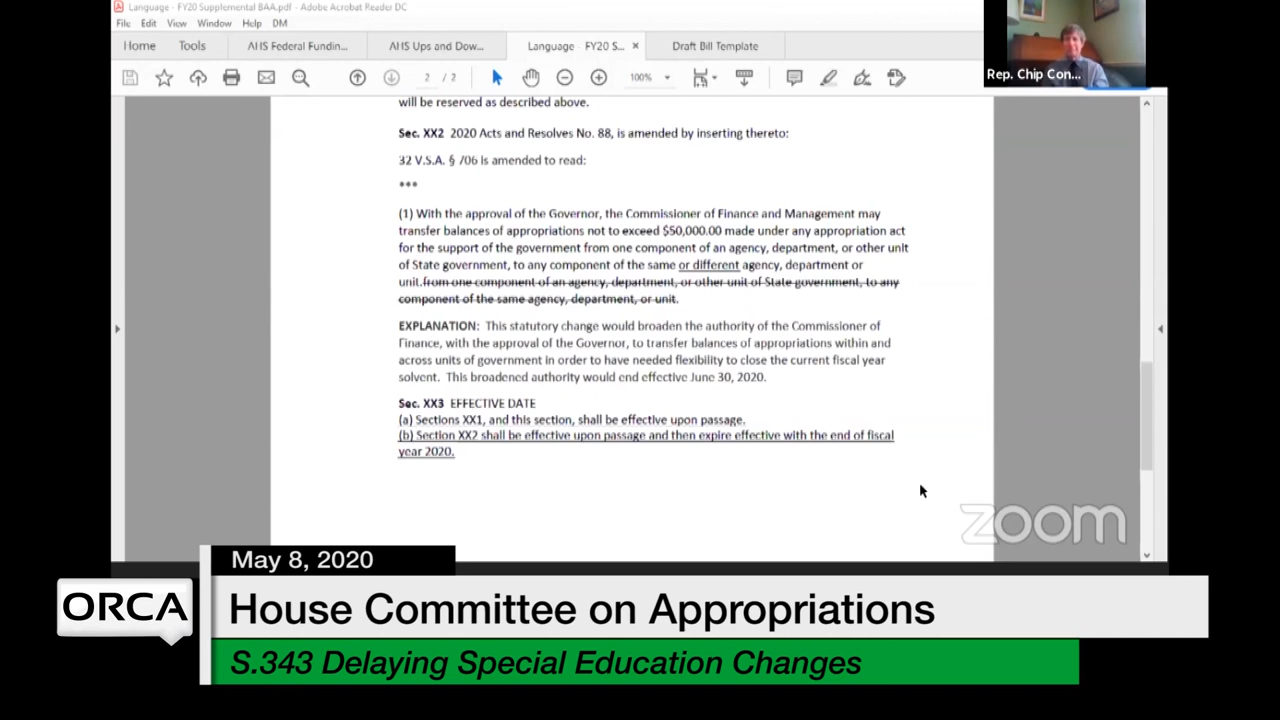 Language - FY20 Supplemental BAA.pdf - Adobe Acrobat Reader DC
File Edit View Window Help DM
Home Tools AHS Federal Fundin... AHS Ups and Dow... Language - FY20 S... × Draft Bill Template
2 / 2 100%
Rep. Chip Con...
will be reserved as described above.
Sec. XX2 2020 Acts and Resolves No. 88, is amended by inserting thereto:
32 V.S.A. § 706 is amended to read:
***
(1) With the approval of the Governor, the Commissioner of Finance and Management may
transfer balances of appropriations not to exceed $50,000.00 made under any appropriation act
for the support of the government from one component of an agency, department, or other unit
of State government, to any component of the same or different agency, department or
unit.from one component of an agency, department, or other unit of State government, to any
component of the same agency, department, or unit.
EXPLANATION: This statutory change would broaden the authority of the Commissioner of
Finance, with the approval of the Governor, to transfer balances of appropriations within and
across units of government in order to have needed flexibility to close the current fiscal year
solvent. This broadened authority would end effective June 30, 2020.
Sec. XX3 EFFECTIVE DATE
(a) Sections XX1, and this section, shall be effective upon passage.
(b) Section XX2 shall be effective upon passage and then expire effective with the end of fiscal
year 2020.
zoom
May 8, 2020
ORCA
House Committee on Appropriations
S.343 Delaying Special Education Changes